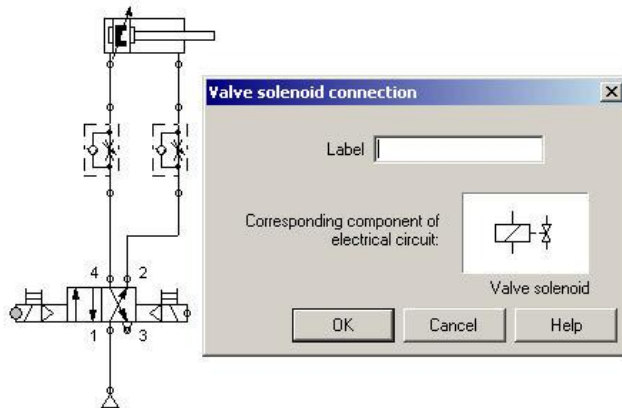 Valve solenoid connection
Label
Corresponding component of
electrical circuit:
Valve solenoid
OK Cancel Help
4 2
1 3